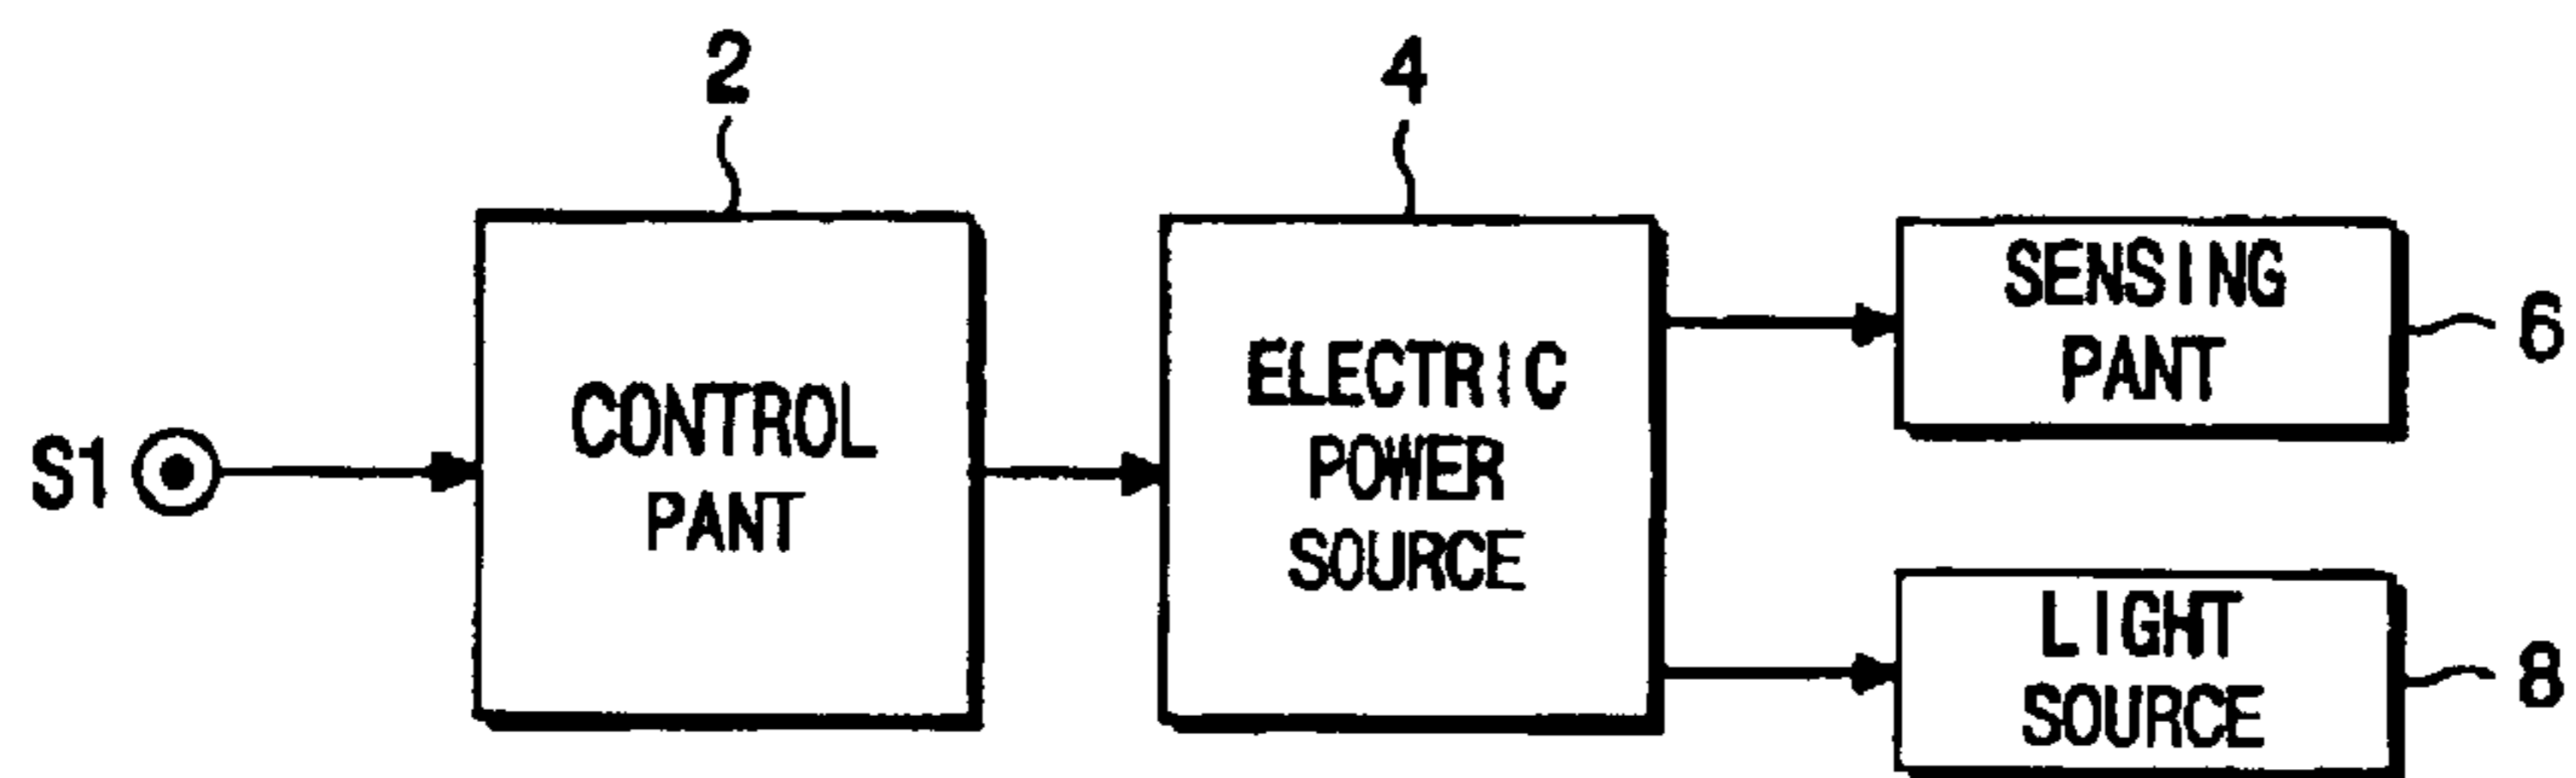 2
4
S1
CONTROL
PANT
ELECTRIC
POWER
SOURCE
SENSING
PANT
6
LIGHT
SOURCE
8